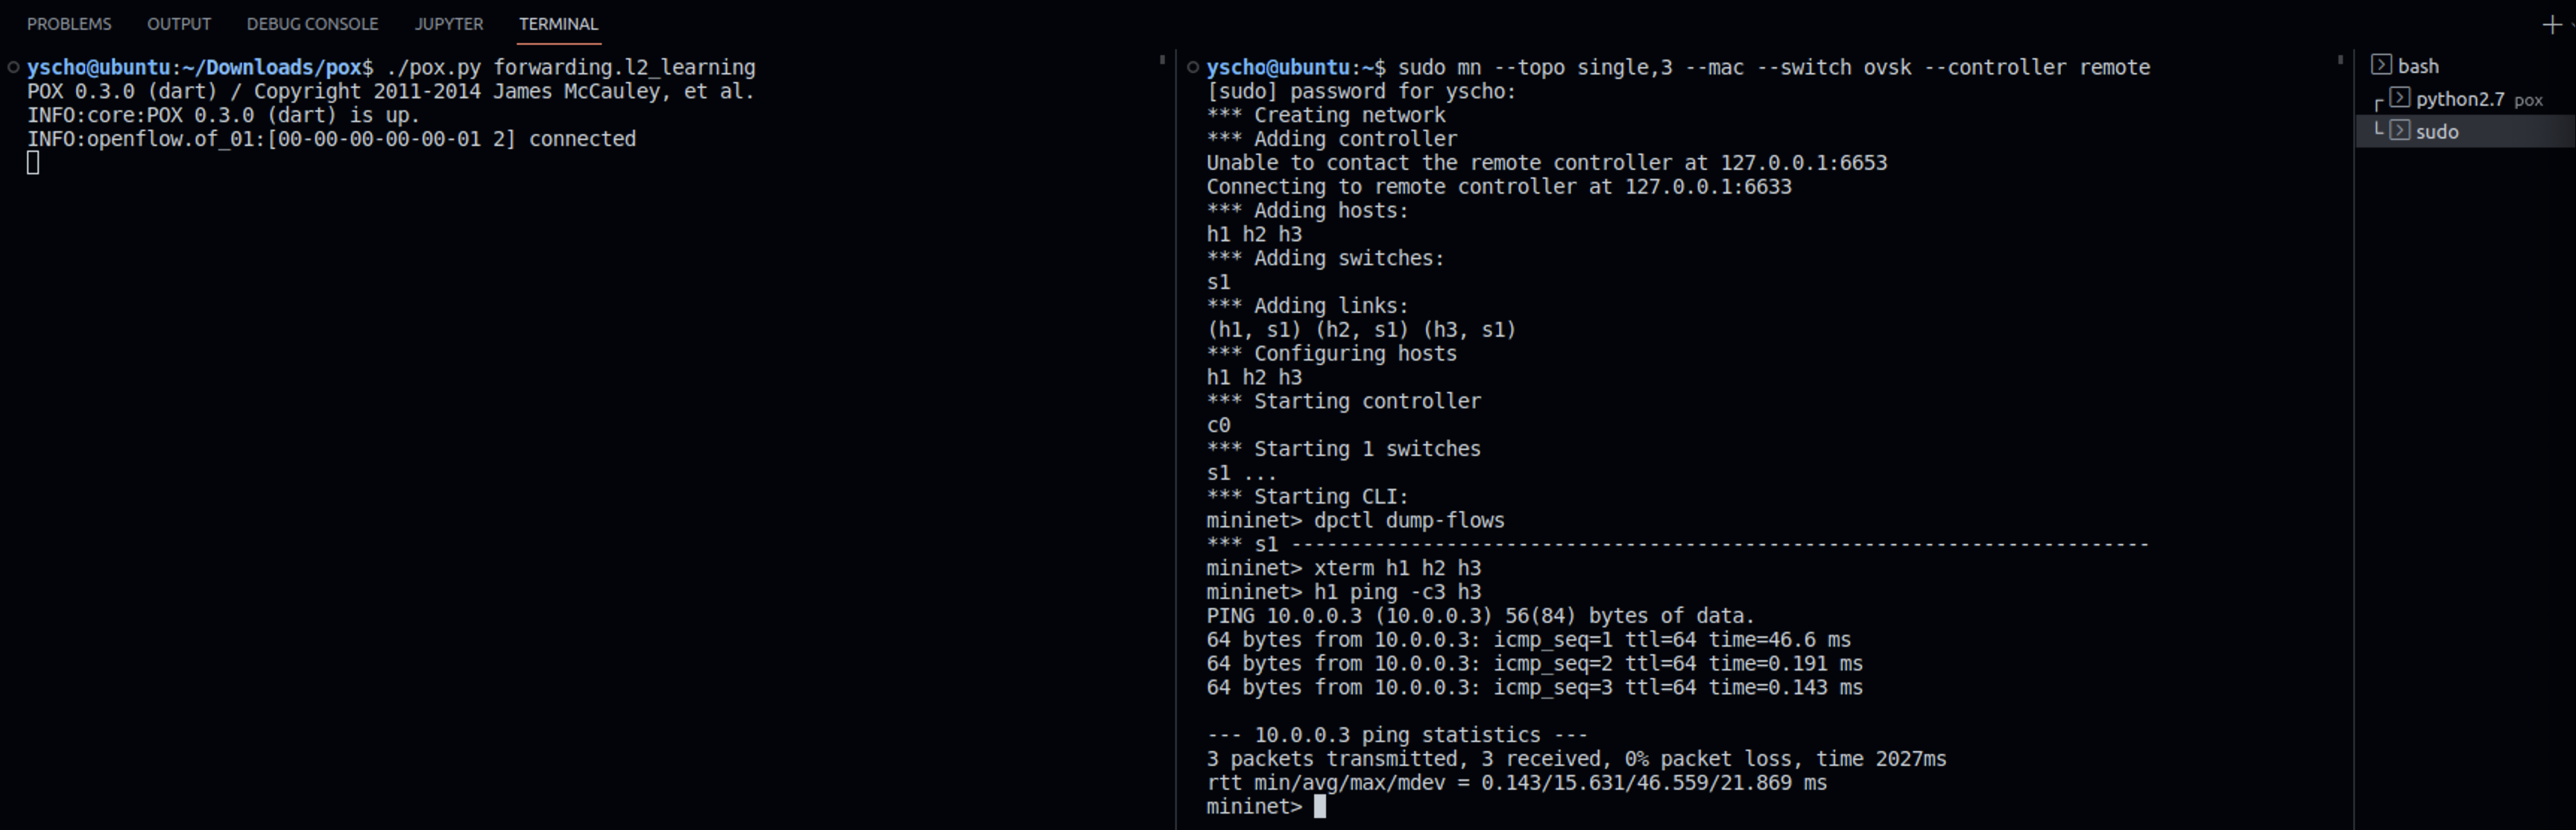 PROBLEMS OUTPUT DEBUG CONSOLE JUPYTER TERMINAL
yscho@ubuntu:~/Downloads/pox$ ./pox.py forwarding.l2_learning
POX 0.3.0 (dart) / Copyright 2011-2014 James McCauley, et al.
INFO:core:POX 0.3.0 (dart) is up.
INFO:openflow.of_01:[00-00-00-00-00-01 2] connected
yscho@ubuntu:~$ sudo mn --topo single,3 --mac --switch ovsk --controller remote
[sudo] password for yscho:
*** Creating network
*** Adding controller
Unable to contact the remote controller at 127.0.0.1:6653
Connecting to remote controller at 127.0.0.1:6633
*** Adding hosts:
h1 h2 h3
*** Adding switches:
s1
*** Adding links:
(h1, s1) (h2, s1) (h3, s1)
*** Configuring hosts
h1 h2 h3
*** Starting controller
c0
*** Starting 1 switches
s1 ...
*** Starting CLI:
mininet> dpctl dump-flows
*** s1 ------------------------------------------------------------------------
mininet> xterm h1 h2 h3
mininet> h1 ping -c3 h3
PING 10.0.0.3 (10.0.0.3) 56(84) bytes of data.
64 bytes from 10.0.0.3: icmp_seq=1 ttl=64 time=46.6 ms
64 bytes from 10.0.0.3: icmp_seq=2 ttl=64 time=0.191 ms
64 bytes from 10.0.0.3: icmp_seq=3 ttl=64 time=0.143 ms
--- 10.0.0.3 ping statistics ---
3 packets transmitted, 3 received, 0% packet loss, time 2027ms
rtt min/avg/max/mdev = 0.143/15.631/46.559/21.869 ms
mininet>
bash
python2.7 pox
sudo